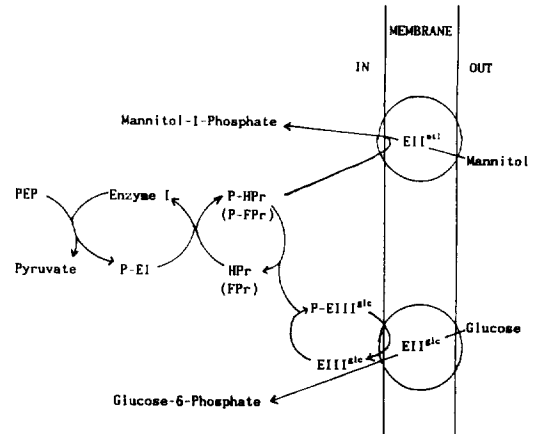 MEMBRANE
IN
OUT
Mannitol-1-Phosphate
EII^mtl
Mannitol
PEP
Enzyme I
P-HPr
(P-FPr)
Pyruvate
P-EI
HPr
(FPr)
P-EIII^glc
EIII^glc
EII^glc
Glucose
Glucose-6-Phosphate